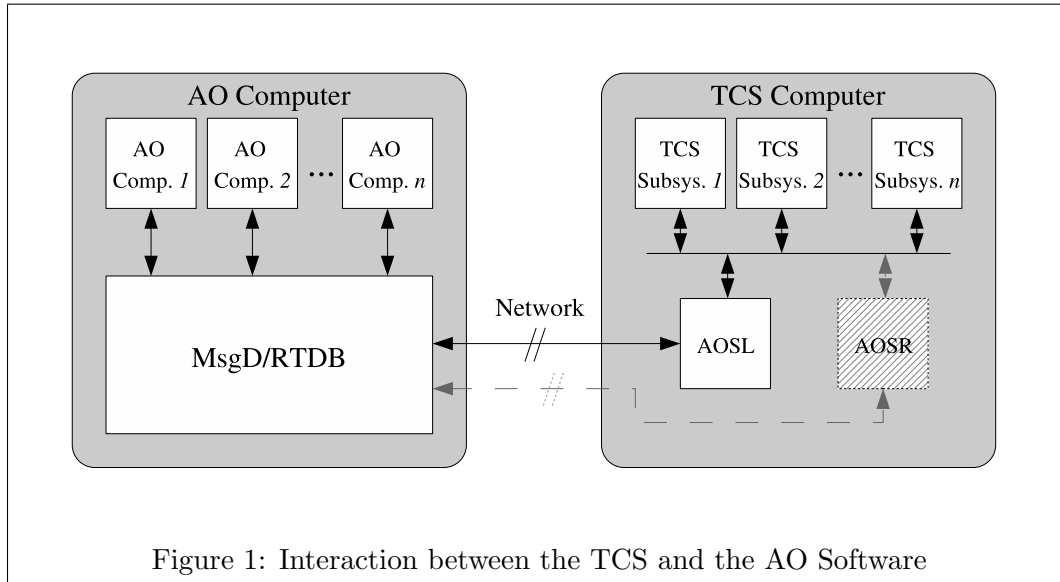 AO Computer
AO
Comp. 1
AO
Comp. 2
...
AO
Comp. n
MsgD/RTDB
Network
TCS Computer
TCS
Subsys. 1
TCS
Subsys. 2
...
TCS
Subsys. n
AOSL
AOSR
Figure 1: Interaction between the TCS and the AO Software